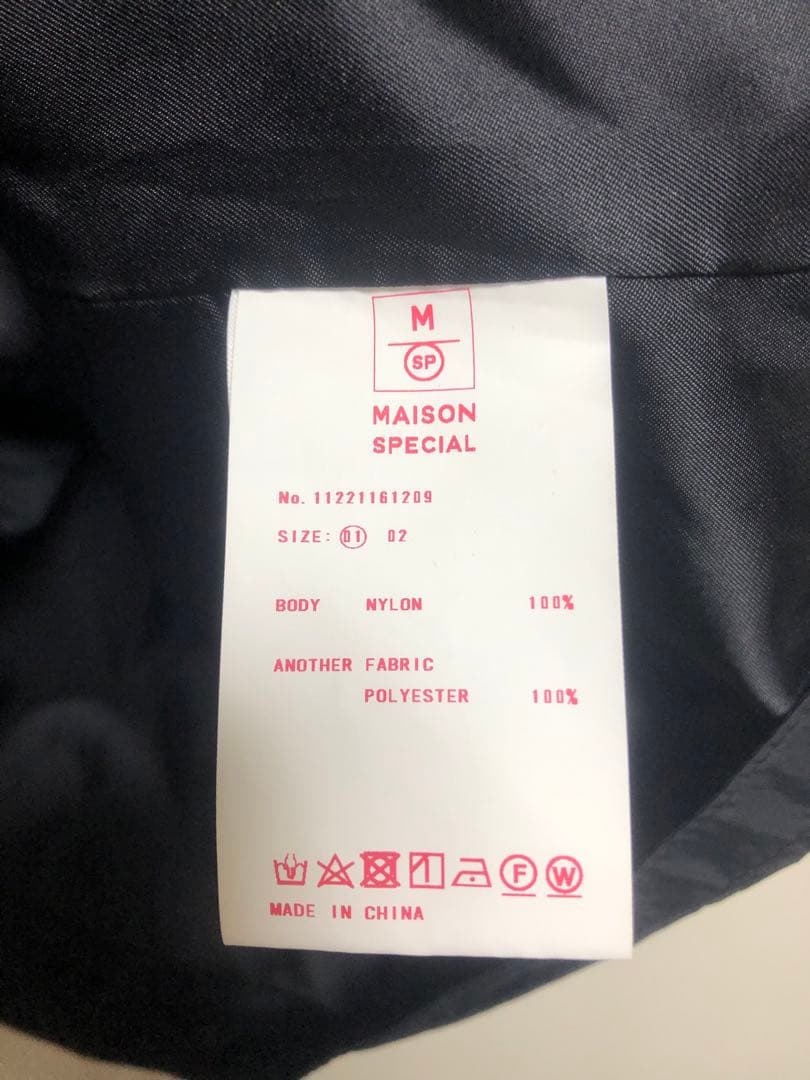 M
SP
MAISON
SPECIAL
No. 11221161209
SIZE: 01 02
BODY NYLON 100%
ANOTHER FABRIC
POLYESTER 100%
F W
MADE IN CHINA